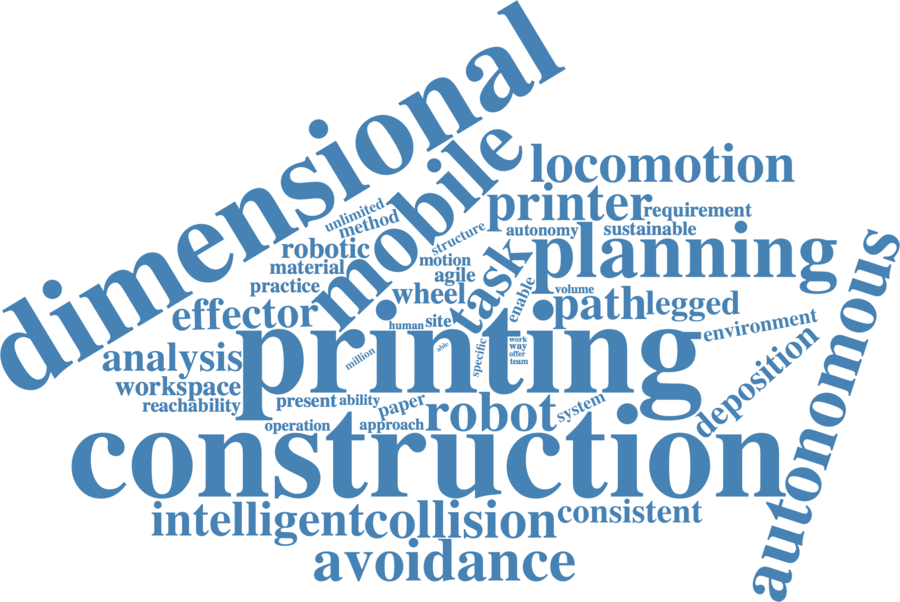 dimensional
mobile
locomotion
printer
requirement
unlimited
method
structure
autonomy
sustainable
robotic
task
planning
autonomous
material
motion
agile
practice
wheel
enable
volume
effector
path
legged
human
site
printing
environment
analysis
million
able
specific
work
way
offer
team
deposition
workspace
reachability
present
ability
paper
robot
system
operation
approach
construction
intelligent
collision
consistent
avoidance